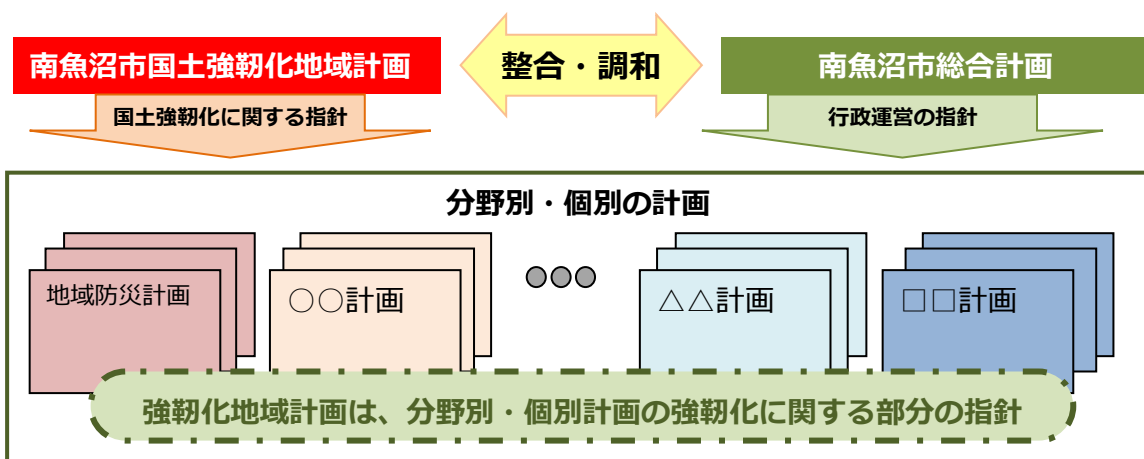 南魚沼市国土強靱化地域計画
整合・調和
南魚沼市総合計画
国土強靱化に関する指針
行政運営の指針
分野別・個別の計画
地域防災計画
○○計画
△△計画
□□計画
強靱化地域計画は、分野別・個別計画の強靱化に関する部分の指針